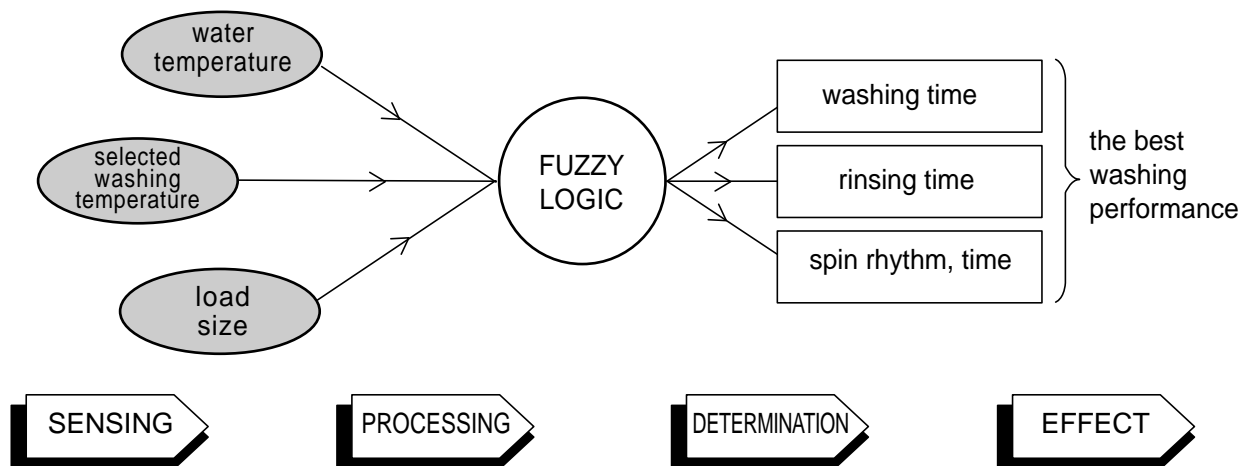 water
temperature
selected
washing
temperature
load
size
FUZZY
LOGIC
washing time
rinsing time
spin rhythm, time
the best
washing
performance
SENSING
PROCESSING
DETERMINATION
EFFECT